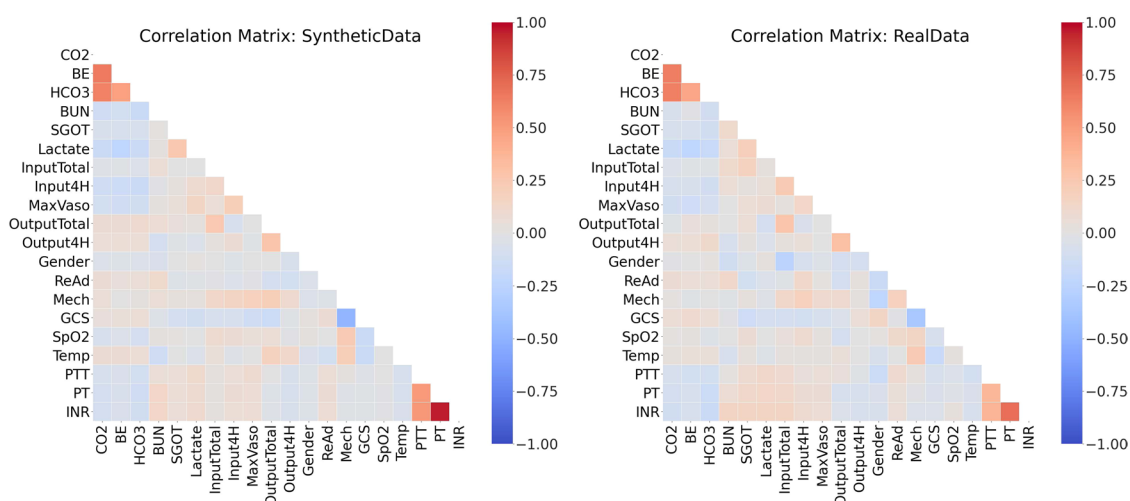 Correlation Matrix: SyntheticData
CO2
BE
HCO3
BUN
SGOT
Lactate
InputTotal
Input4H
MaxVaso
OutputTotal
Output4H
Gender
ReAd
Mech
GCS
SpO2
Temp
PTT
PT
INR
CO2
BE
HCO3
BUN
SGOT
Lactate
InputTotal
Input4H
MaxVaso
OutputTotal
Output4H
Gender
ReAd
Mech
GCS
SpO2
Temp
PTT
PT
INR
1.00
0.75
0.50
0.25
0.00
−0.25
−0.50
−0.75
−1.00
Correlation Matrix: RealData
CO2
BE
HCO3
BUN
SGOT
Lactate
InputTotal
Input4H
MaxVaso
OutputTotal
Output4H
Gender
ReAd
Mech
GCS
SpO2
Temp
PTT
PT
INR
CO2
BE
HCO3
BUN
SGOT
Lactate
InputTotal
Input4H
MaxVaso
OutputTotal
Output4H
Gender
ReAd
Mech
GCS
SpO2
Temp
PTT
PT
INR
1.00
0.75
0.50
0.25
0.00
−0.25
−0.50
−0.75
−1.00